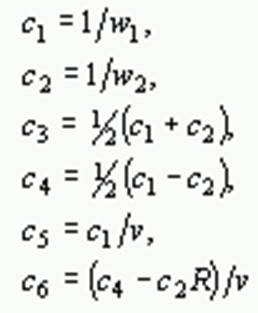 c₁ = 1/w₁,
c₂ = 1/w₂,
c₃ = ½(c₁ + c₂),
c₄ = ½(c₁ − c₂),
c₅ = c₁/v,
c₆ = (c₄ − c₂R)/v